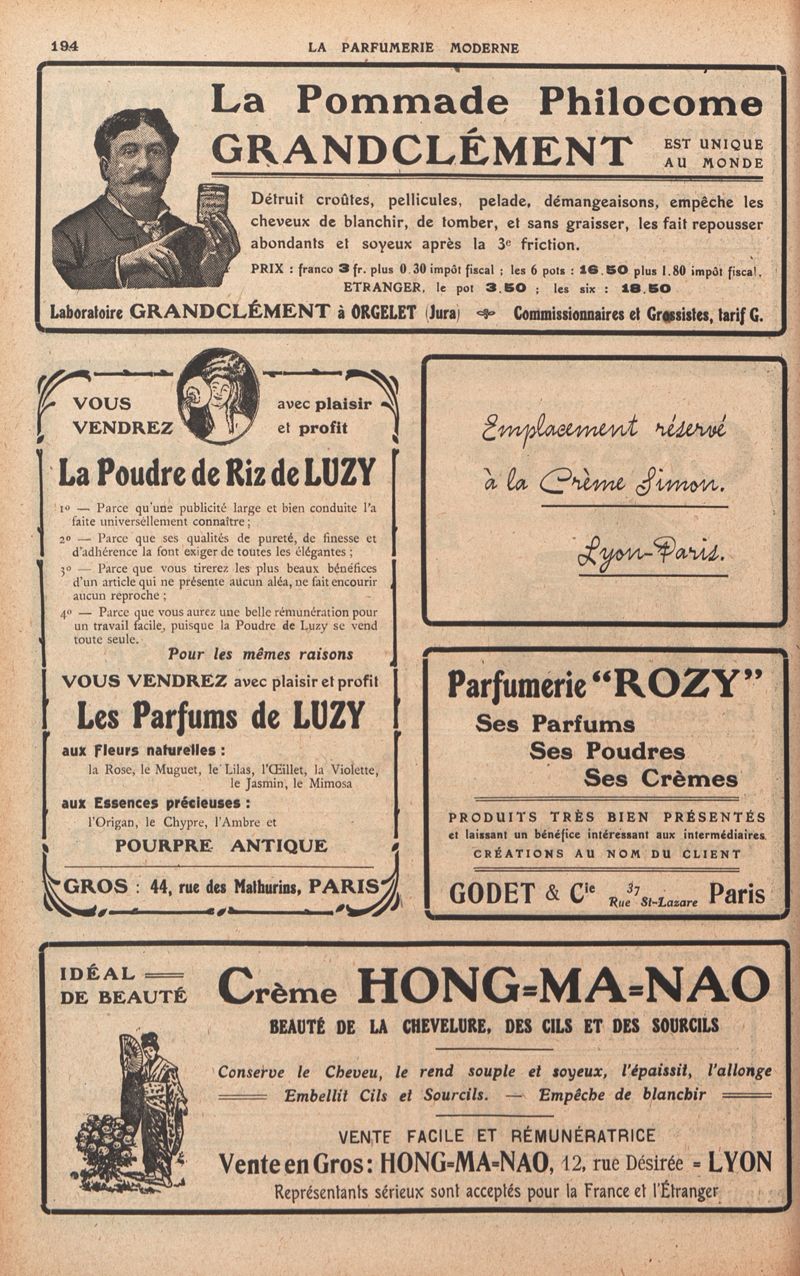 194
LA PARFUMERIE MODERNE
La Pommade Philocome
GRANDCLÉMENT EST UNIQUE
AU MONDE
Détruit croûtes, pellicules, pelade, démangeaisons, empêche les
cheveux de blanchir, de tomber, et sans graisser, les fait repousser
abondants et soyeux après la 3e friction.
PRIX : franco 3 fr. plus 0.30 impôt fiscal ; les 6 pots : 16.50 plus 1.80 impôt fiscal.
ETRANGER, le pot 3.50 ; les six : 18.50
Laboratoire GRANDCLÉMENT à ORGELET (Jura) Commissionnaires et Grossistes, tarif G.
VOUS
VENDREZ
avec plaisir
et profit
La Poudre de Riz de LUZY
1o — Parce qu'une publicité large et bien conduite l'a
faite universéllement connaître ;
2o — Parce que ses qualités de pureté, de finesse et
d'adhérence la font exiger de toutes les élégantes ;
3o — Parce que vous tirerez les plus beaux bénéfices
d'un article qui ne présente aucun aléa, ne fait encourir
aucun reproche ;
4o — Parce que vous aurez une belle rémunération pour
un travail facile, puisque la Poudre de Luzy se vend
toute seule.
Pour les mêmes raisons
VOUS VENDREZ avec plaisir et profit
Les Parfums de LUZY
aux Fleurs naturelles :
la Rose, le Muguet, le Lilas, l'Œillet, la Violette,
le Jasmin, le Mimosa
aux Essences précieuses :
l'Origan, le Chypre, l'Ambre et
POURPRE ANTIQUE
GROS : 44, rue des Mathurins, PARIS
Emplacement réservé
à la Crème Simon.
Lyon-Paris.
Parfumerie "ROZY"
Ses Parfums
Ses Poudres
Ses Crèmes
PRODUITS TRÈS BIEN PRÉSENTÉS
et laissant un bénéfice intéressant aux intermédiaires.
CRÉATIONS AU NOM DU CLIENT
GODET & Cie 37 Rue St-Lazare Paris
IDÉAL
DE BEAUTÉ
Crème HONG=MA=NAO
BEAUTÉ DE LA CHEVELURE, DES CILS ET DES SOURCILS
Conserve le Cheveu, le rend souple et soyeux, l'épaissit, l'allonge
Embellit Cils et Sourcils. — Empêche de blanchir
VENTE FACILE ET RÉMUNÉRATRICE
Vente en Gros : HONG=MA=NAO, 12, rue Désirée = LYON
Représentants sérieux sont acceptés pour la France et l'Étranger